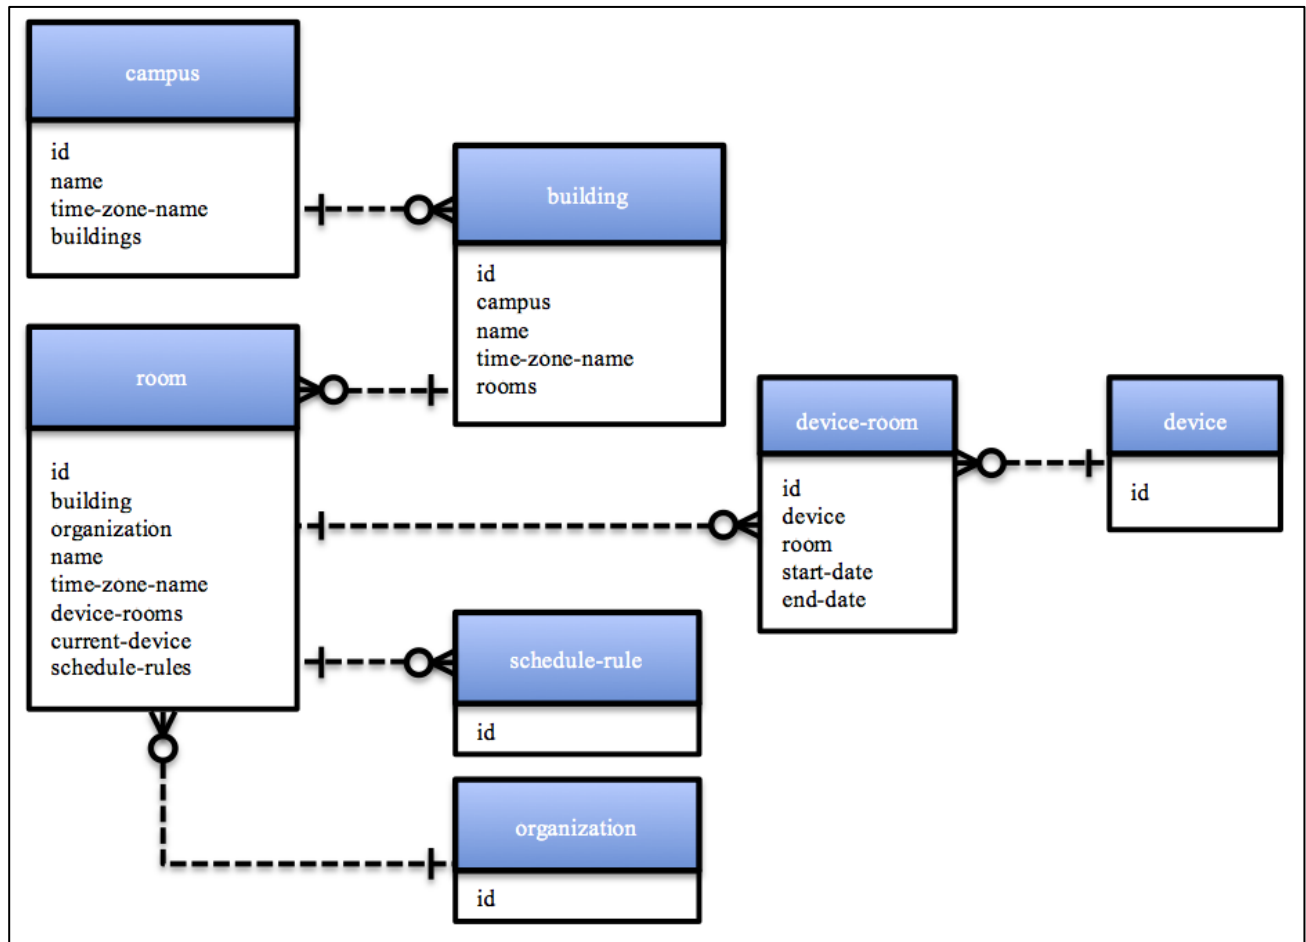 campus
id
name
time-zone-name
buildings
building
id
campus
name
time-zone-name
rooms
room
id
building
organization
name
time-zone-name
device-rooms
current-device
schedule-rules
device-room
id
device
room
start-date
end-date
device
id
schedule-rule
id
organization
id